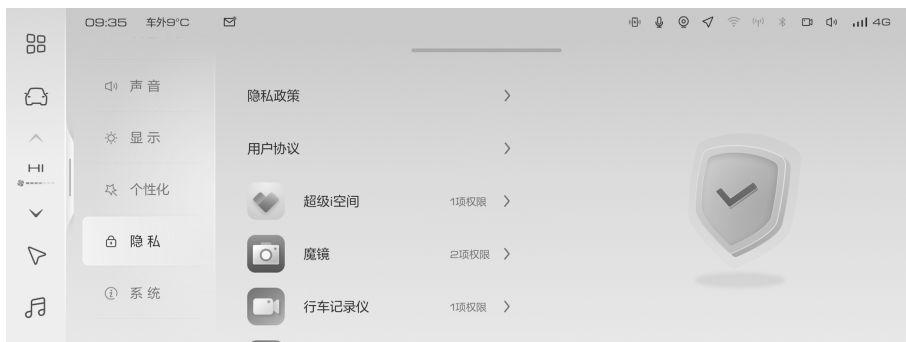 09:35 车外9°C 4G
声音
显示
HI
个性化
隐私
系统
隐私政策
用户协议
超级i空间 1项权限
魔镜 2项权限
行车记录仪 1项权限